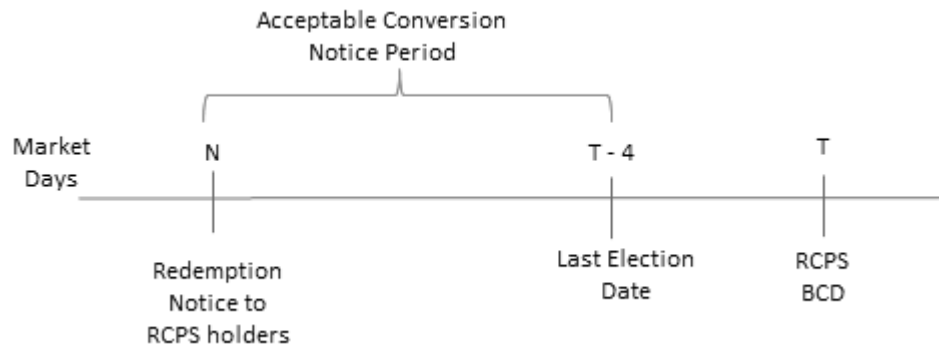 Acceptable Conversion
Notice Period
Market
Days
N
T - 4
T
Redemption
Notice to
RCPS holders
Last Election
Date
RCPS
BCD